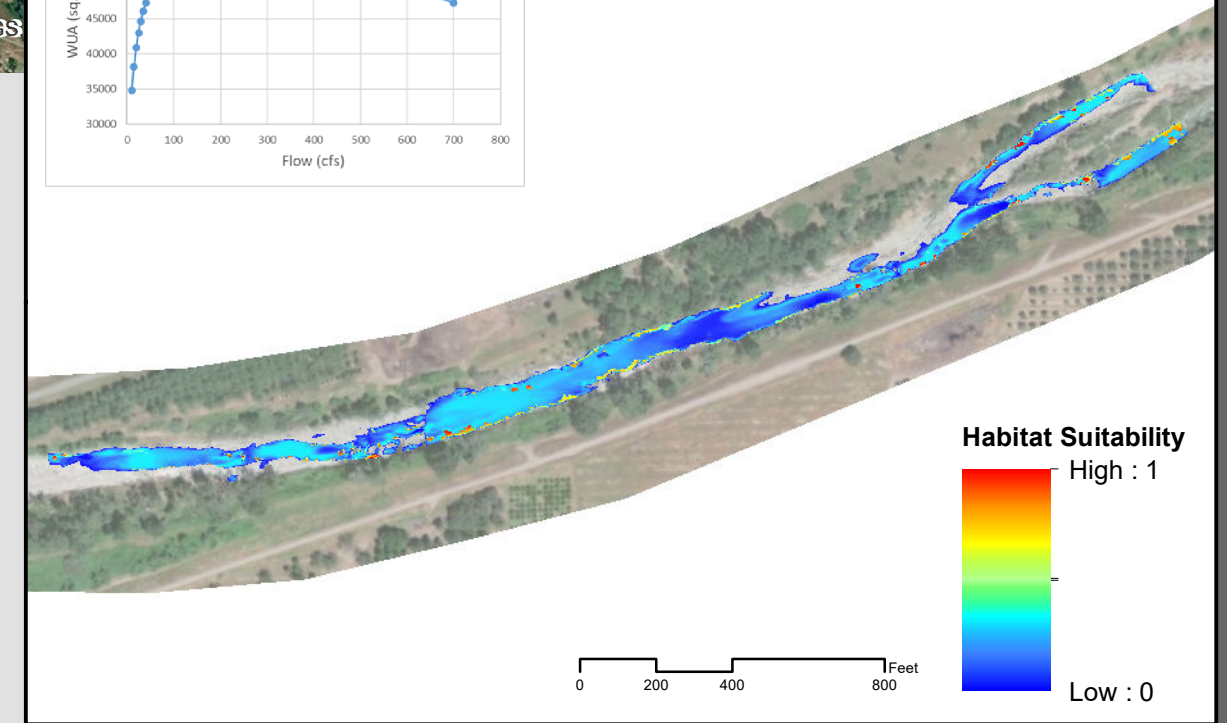 gs
WUA (sq.
45000
40000
35000
30000
0 100 200 300 400 500 600 700 800
Flow (cfs)
Habitat Suitability
High : 1
Low : 0
Feet
0 200 400 800